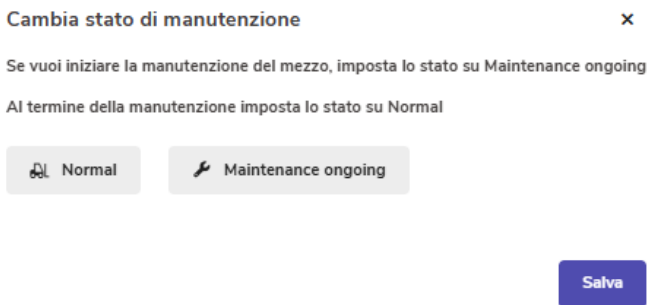 Cambia stato di manutenzione
Se vuoi iniziare la manutenzione del mezzo, imposta lo stato su Maintenance ongoing
Al termine della manutenzione imposta lo stato su Normal
Normal
Maintenance ongoing
Salva